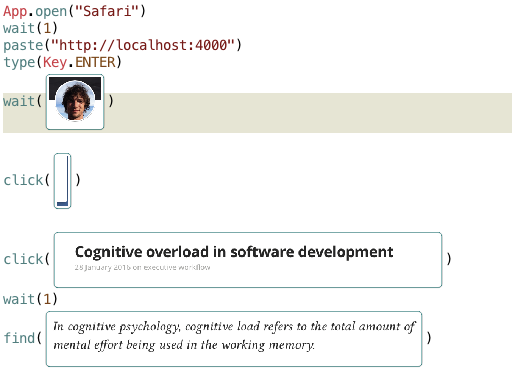 App.open("Safari")
wait(1)
paste("http://localhost:4000")
type(Key.ENTER)
wait( )
click( )
click( Cognitive overload in software development )
28 January 2016 on executive workflow
wait(1)
find( In cognitive psychology, cognitive load refers to the total amount of
mental effort being used in the working memory. )